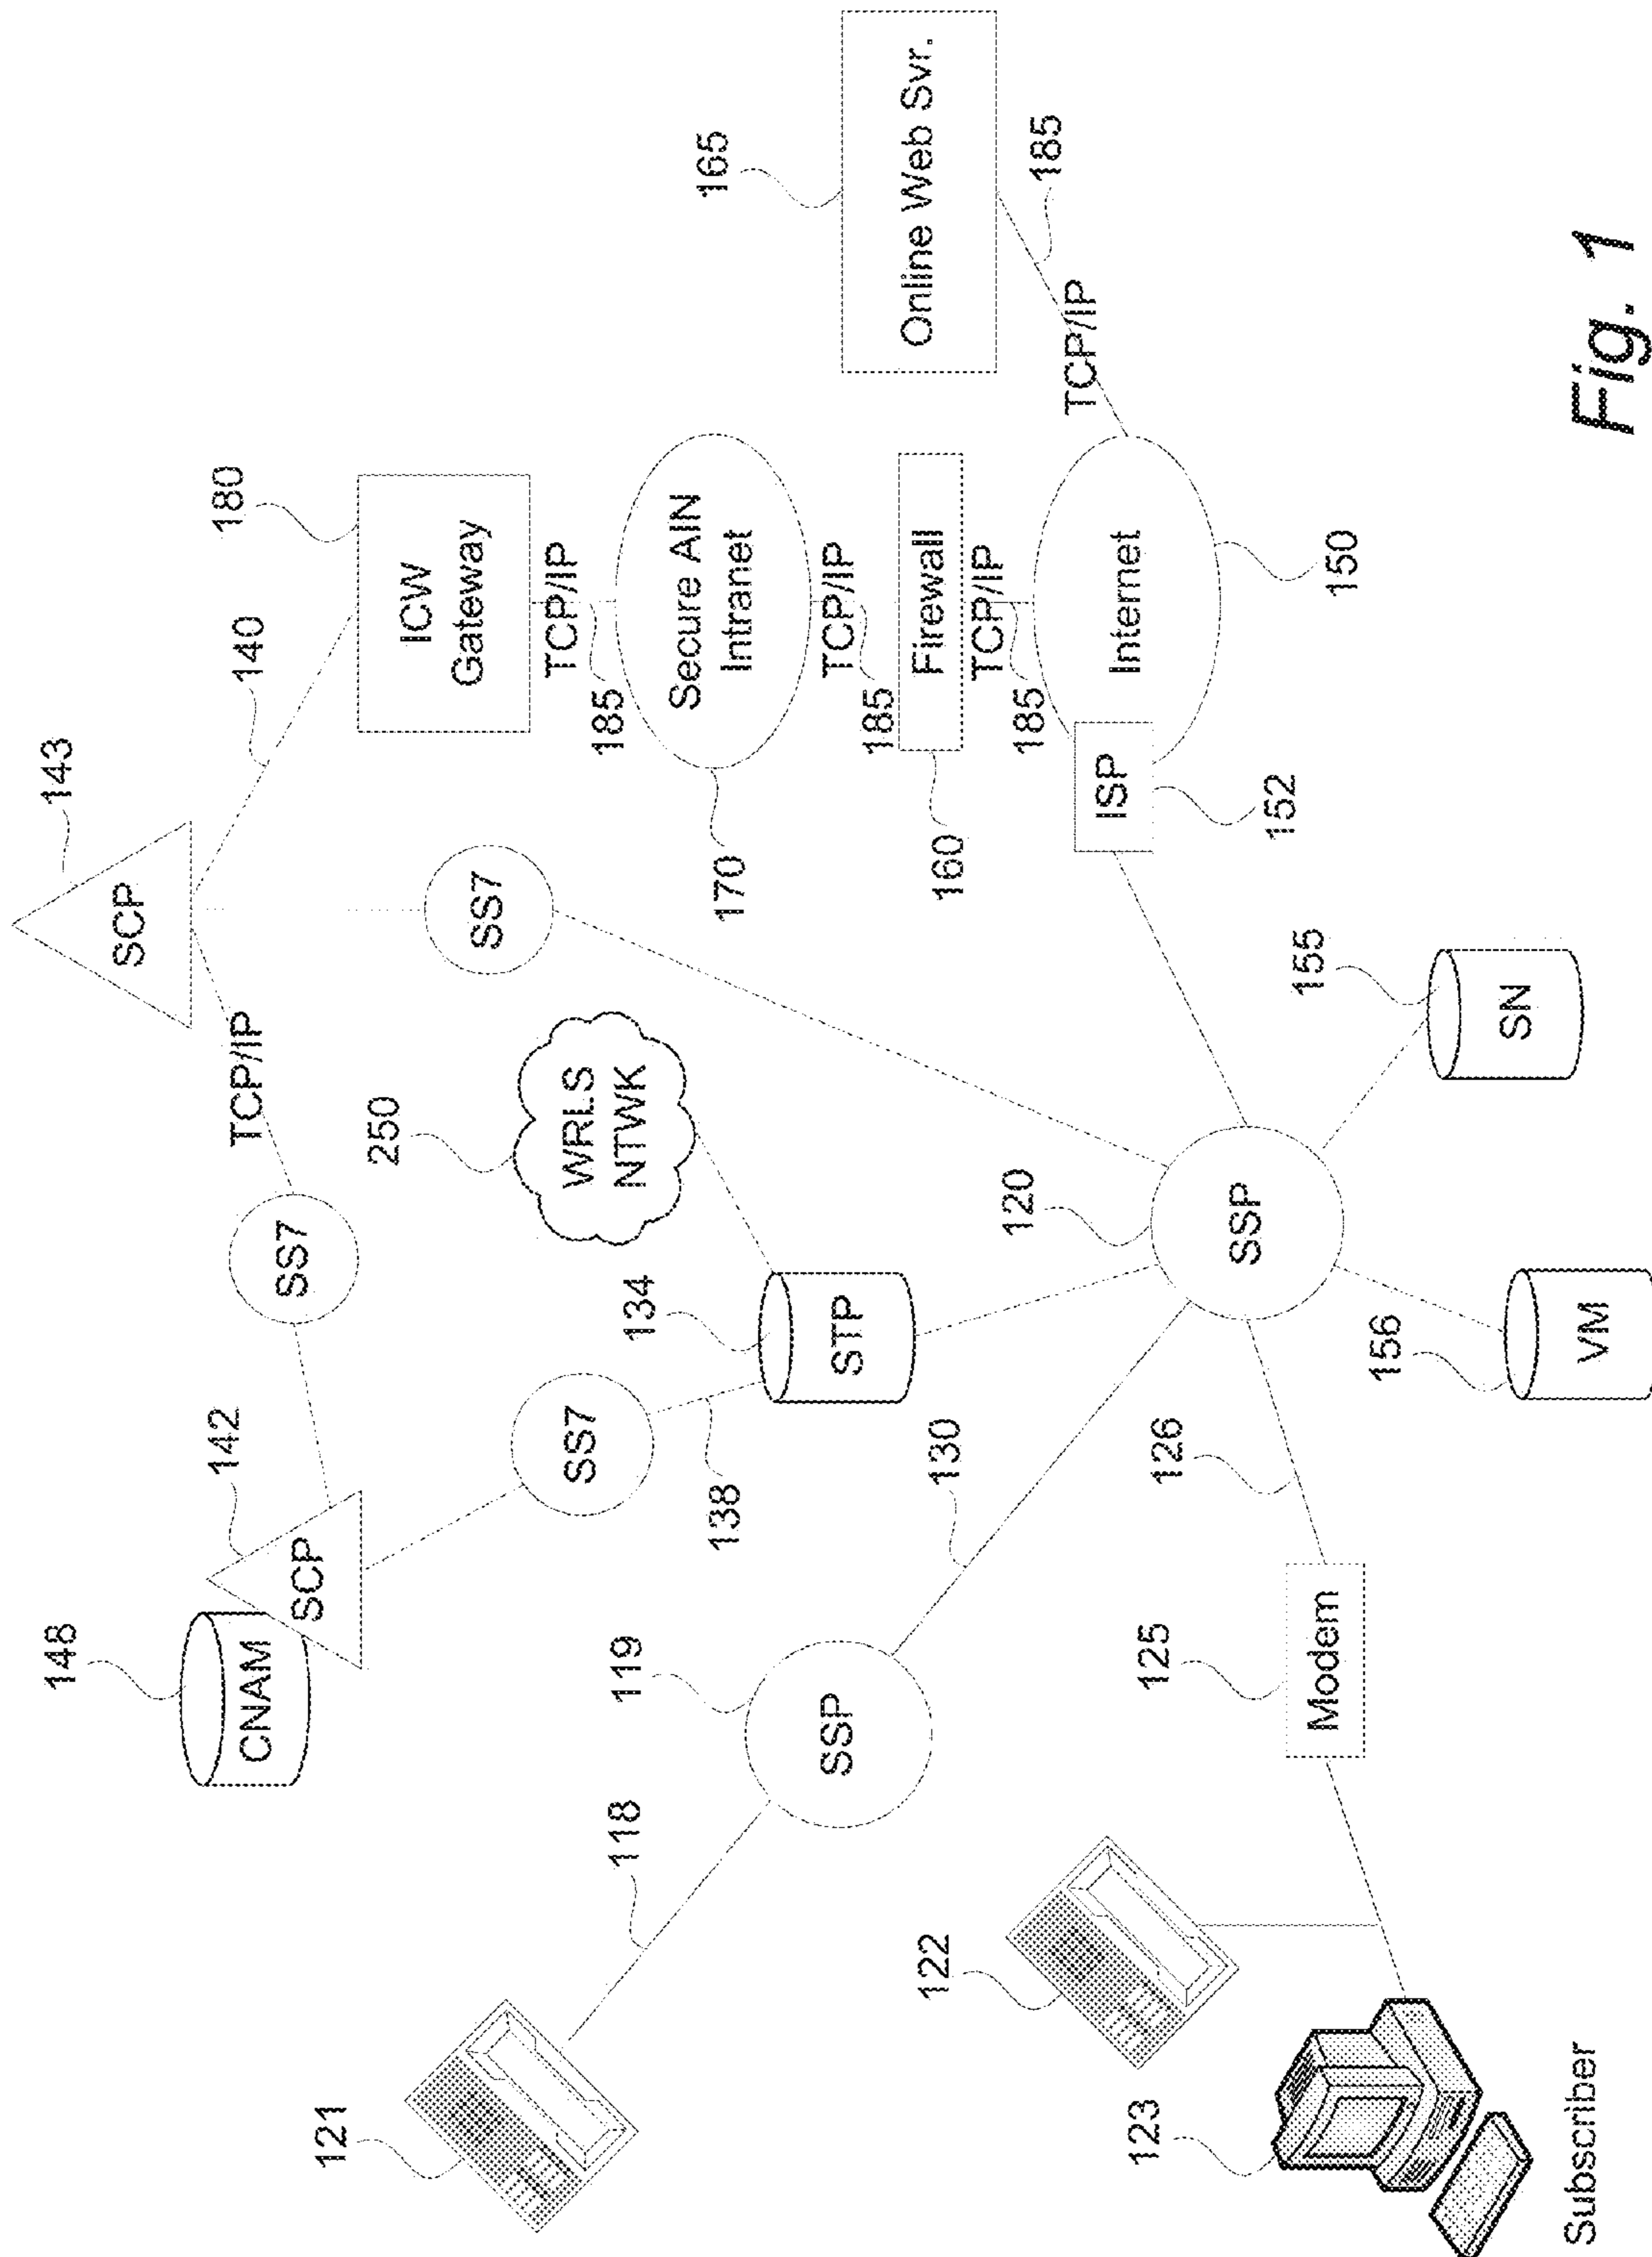 143
SCP
140
180
ICW
Gateway
TCP/IP
185
Secure AIN
Intranet
170
TCP/IP
185
Firewall
160
TCP/IP
185
Internet
150
ISP
152
165
Online Web Svr.
TCP/IP
185
TCP/IP
SS7
SS7
142
SCP
148
CNAM
SS7
138
134
STP
250
WRLS
NTWK
120
SSP
155
SN
156
VM
130
126
119
SSP
118
121
125
Modem
122
123
Subscriber
Fig. 1